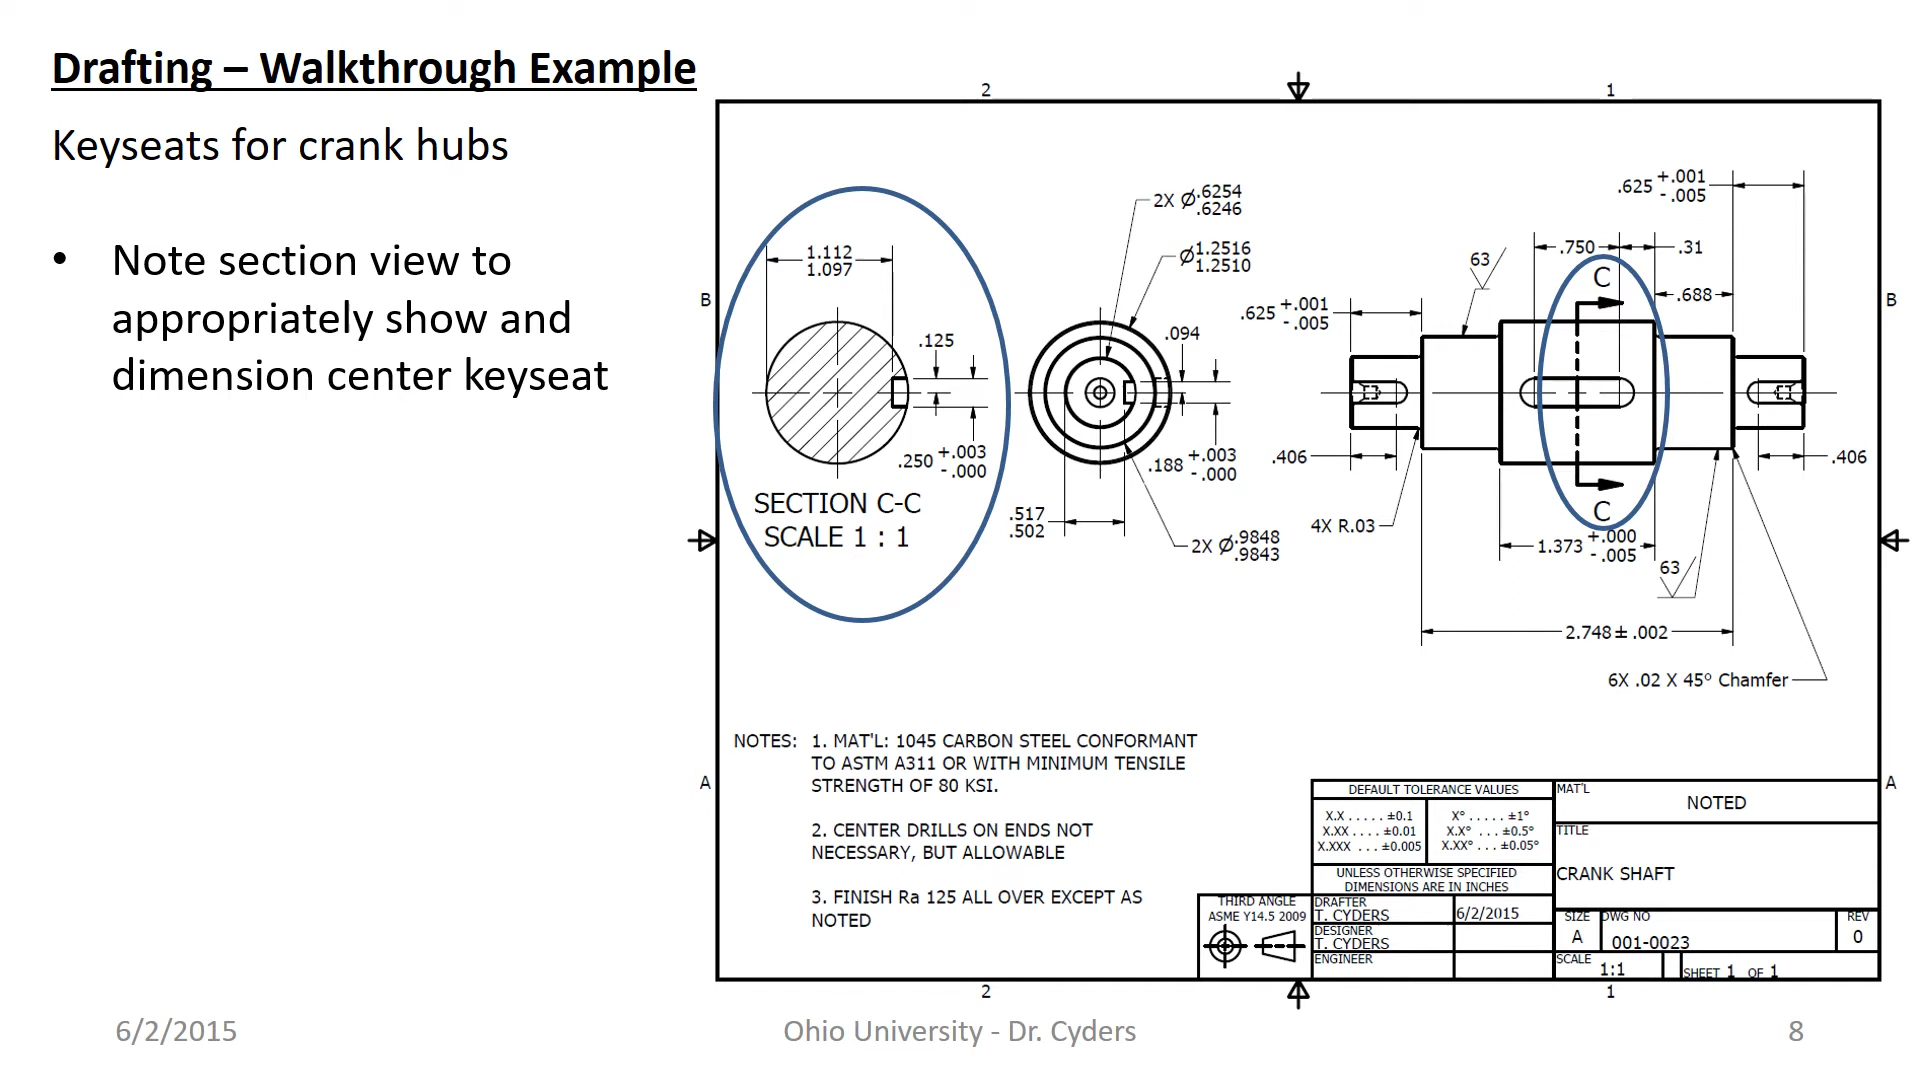 Drafting – Walkthrough Example
Keyseats for crank hubs
• Note section view to
appropriately show and
dimension center keyseat
2
1
B
B
A
A
1.112
1.097
.125
.250 +.003
- .000
SECTION C-C
SCALE 1 : 1
2X Ø.6254
.6246
Ø1.2516
1.2510
.094
.188 +.003
- .000
.517
.502
2X Ø.9848
.9843
.625 +.001
- .005
.750
.31
63
C
.688
.625 +.001
- .005
.406
.406
4X R.03
C
1.373 +.000
- .005
63
2.748± .002
6X .02 X 45° Chamfer
NOTES: 1. MAT'L: 1045 CARBON STEEL CONFORMANT
TO ASTM A311 OR WITH MINIMUM TENSILE
STRENGTH OF 80 KSI.
2. CENTER DRILLS ON ENDS NOT
NECESSARY, BUT ALLOWABLE
3. FINISH Ra 125 ALL OVER EXCEPT AS
NOTED
DEFAULT TOLERANCE VALUES
X.X . . . . . ±0.1
X.XX . . . . ±0.01
X.XXX . . . ±0.005
X° . . . . . ±1°
X.X° . . . ±0.5°
X.XX° . . . ±0.05°
UNLESS OTHERWISE SPECIFIED
DIMENSIONS ARE IN INCHES
THIRD ANGLE
ASME Y14.5 2009
DRAFTER
T. CYDERS
6/2/2015
DESIGNER
T. CYDERS
ENGINEER
MAT'L
NOTED
TITLE
CRANK SHAFT
SIZE
A
DWG NO
001-0023
REV
0
SCALE
1:1
SHEET 1 OF 1
2
1
6/2/2015
Ohio University - Dr. Cyders
8